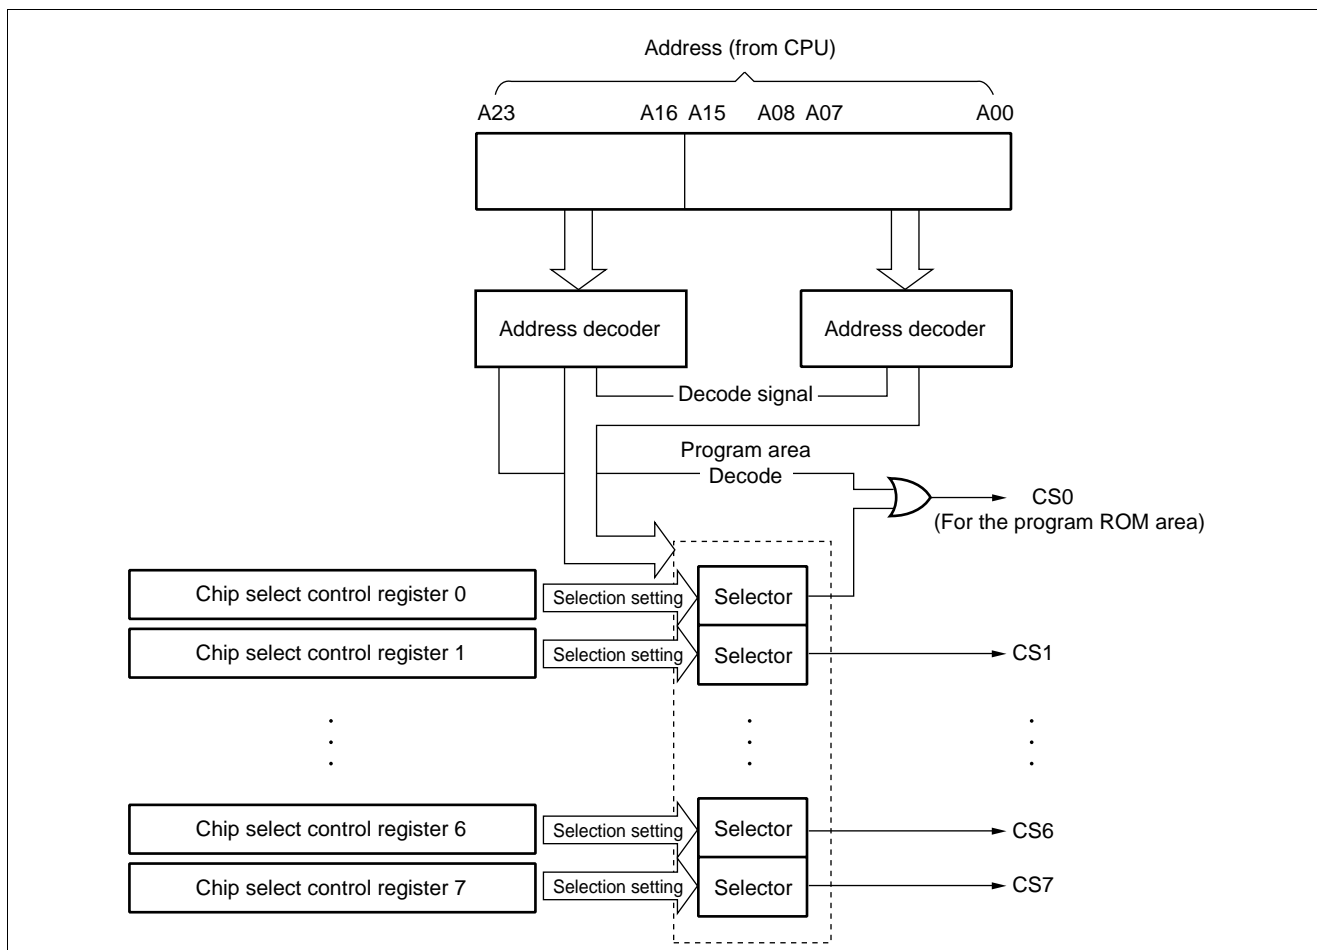 Address (from CPU)
A23 A16 A15 A08 A07 A00
Address decoder Address decoder
Decode signal
Program area
Decode
CS0
(For the program ROM area)
Chip select control register 0 Selection setting Selector
Chip select control register 1 Selection setting Selector CS1
Chip select control register 6 Selection setting Selector CS6
Chip select control register 7 Selection setting Selector CS7